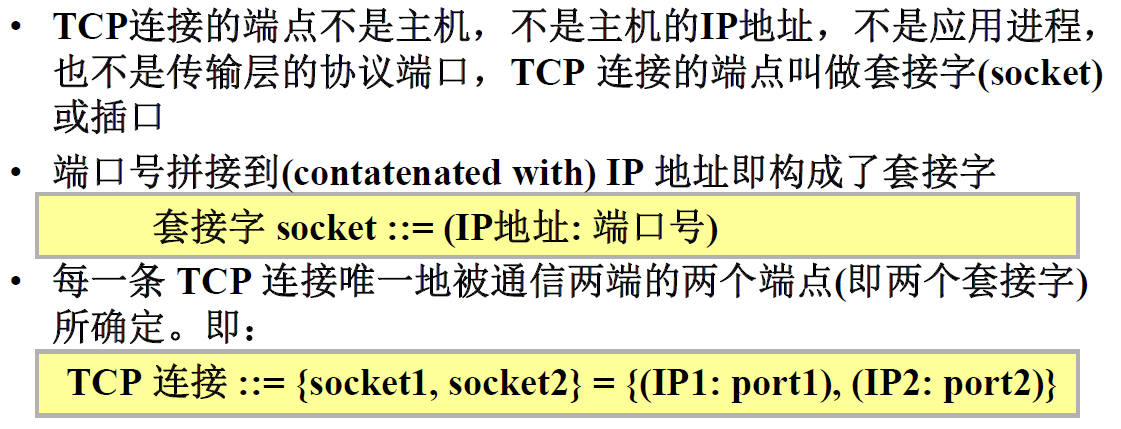 • TCP连接的端点不是主机，不是主机的IP地址，不是应用进程，
也不是传输层的协议端口，TCP 连接的端点叫做套接字(socket)
或插口
• 端口号拼接到(contatenated with) IP 地址即构成了套接字
套接字 socket ::= (IP地址: 端口号)
• 每一条 TCP 连接唯一地被通信两端的两个端点(即两个套接字)
所确定。即：
TCP 连接 ::= {socket1, socket2} = {(IP1: port1), (IP2: port2)}